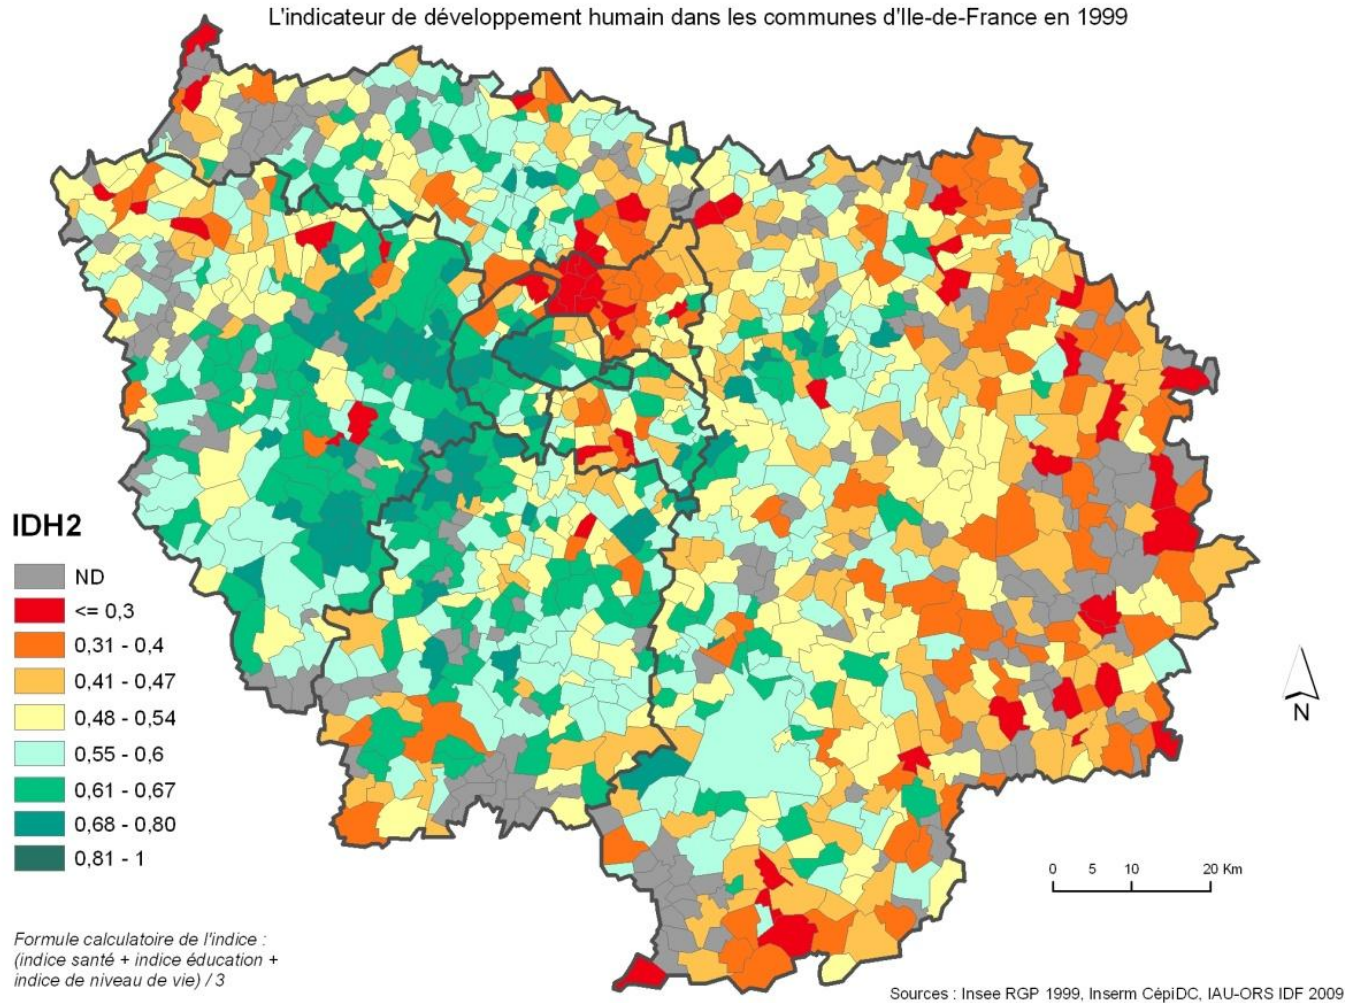 L'indicateur de développement humain dans les communes d'Ile-de-France en 1999
IDH2
ND
<= 0,3
0.31 - 0.4
0,41 - 0,47
0,48 - 0,54
0,55 - 0,6
0,61 - 0,67
0,68 - 0,80
0,81 - 1
N
0 5 10 20 Km
Formule calculatoire de l'indice :
(indice santé + indice éducation +
indice de niveau de vie) / 3
Sources : Insee RGP 1999, Inserm CépiDC, IAU-ORS IDF 2009